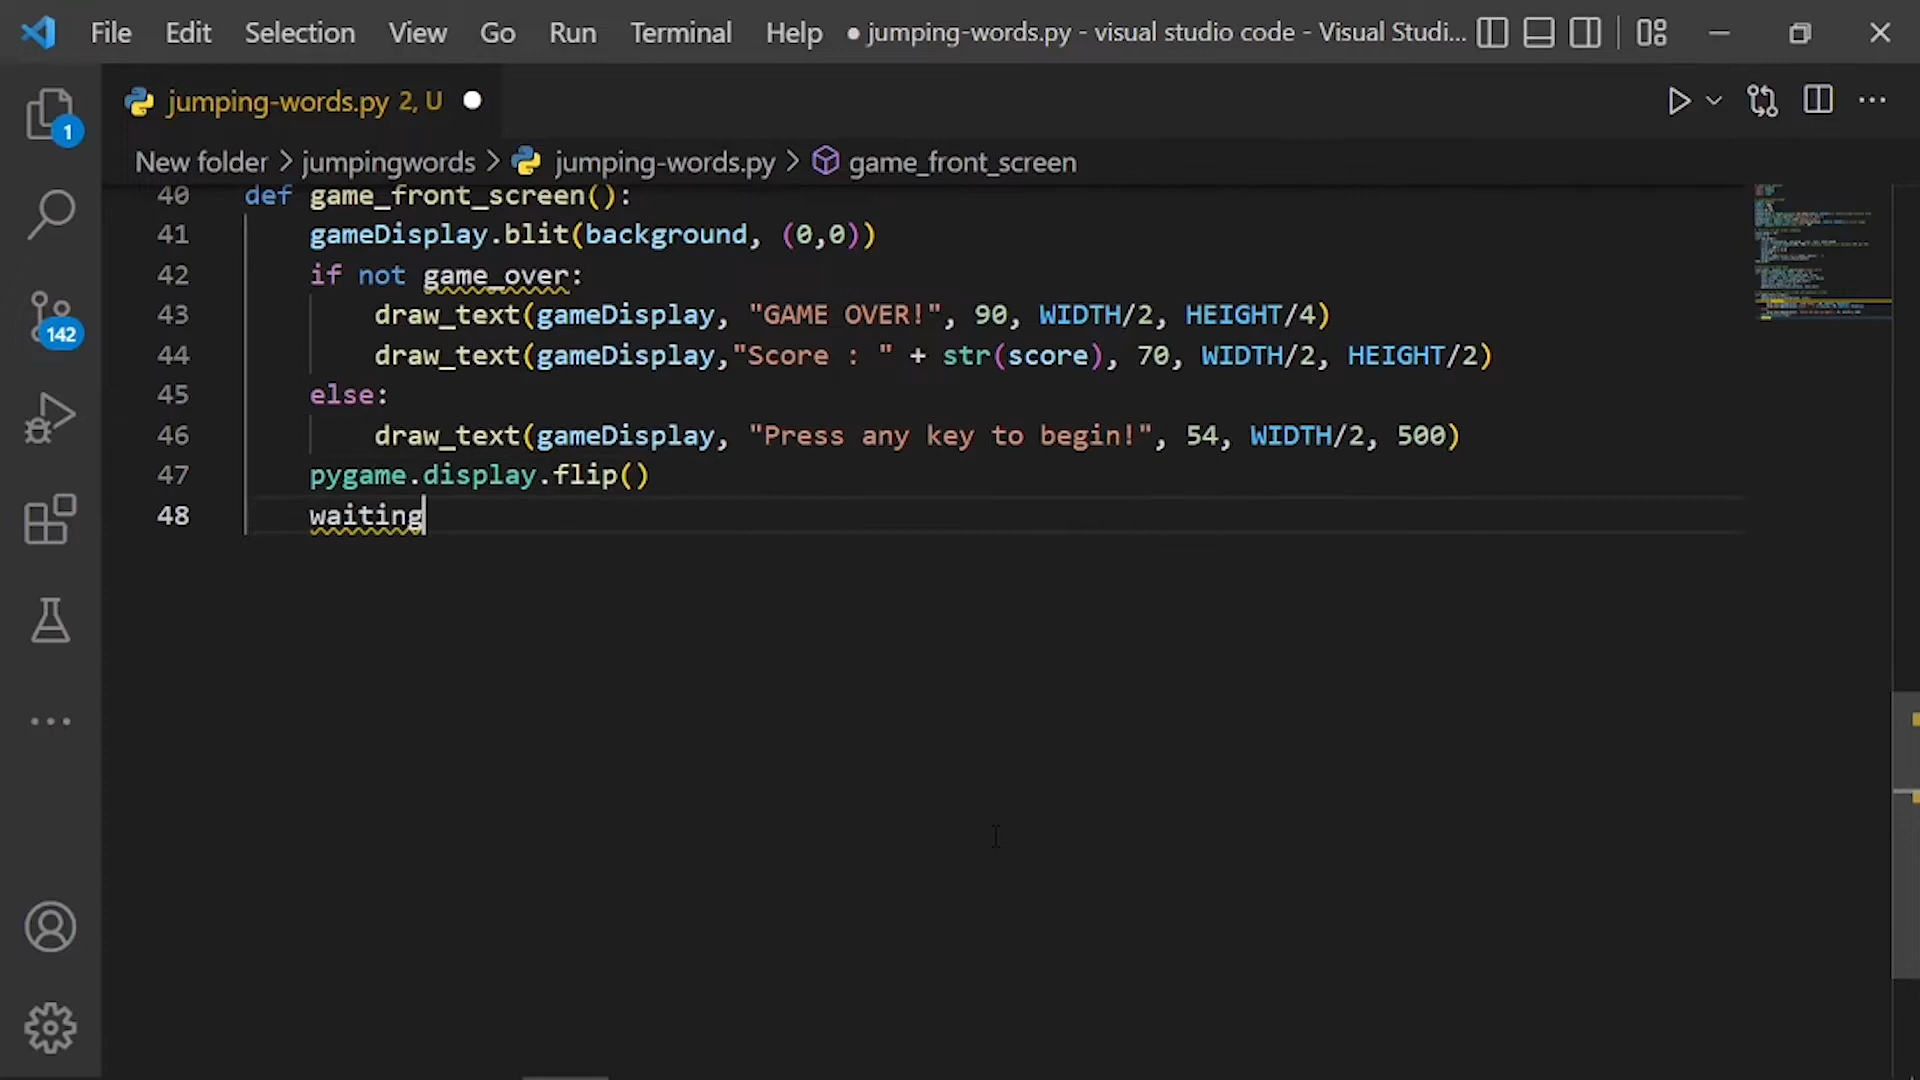 File Edit Selection View Go Run Terminal Help ● jumping-words.py - visual studio code - Visual Studi...
jumping-words.py 2, U
1
New folder > jumpingwords > jumping-words.py > game_front_screen
40 def game_front_screen():
41 gameDisplay.blit(background, (0,0))
42 if not game_over:
43 draw_text(gameDisplay, "GAME OVER!", 90, WIDTH/2, HEIGHT/4)
44 draw_text(gameDisplay,"Score : " + str(score), 70, WIDTH/2, HEIGHT/2)
142
45 else:
46 draw_text(gameDisplay, "Press any key to begin!", 54, WIDTH/2, 500)
47 pygame.display.flip()
48 waiting